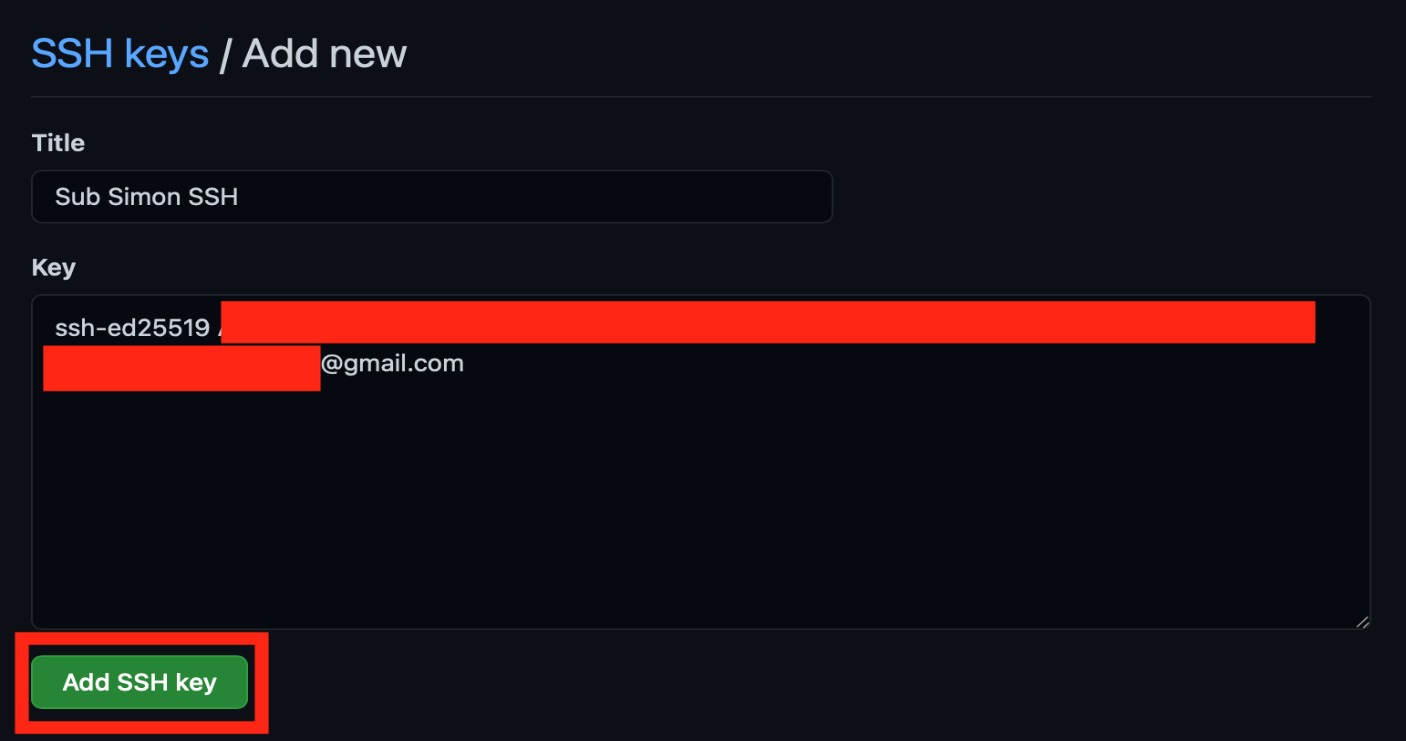 SSH keys / Add new
Title
Sub Simon SSH
Key
ssh-ed25519
@gmail.com
Add SSH key